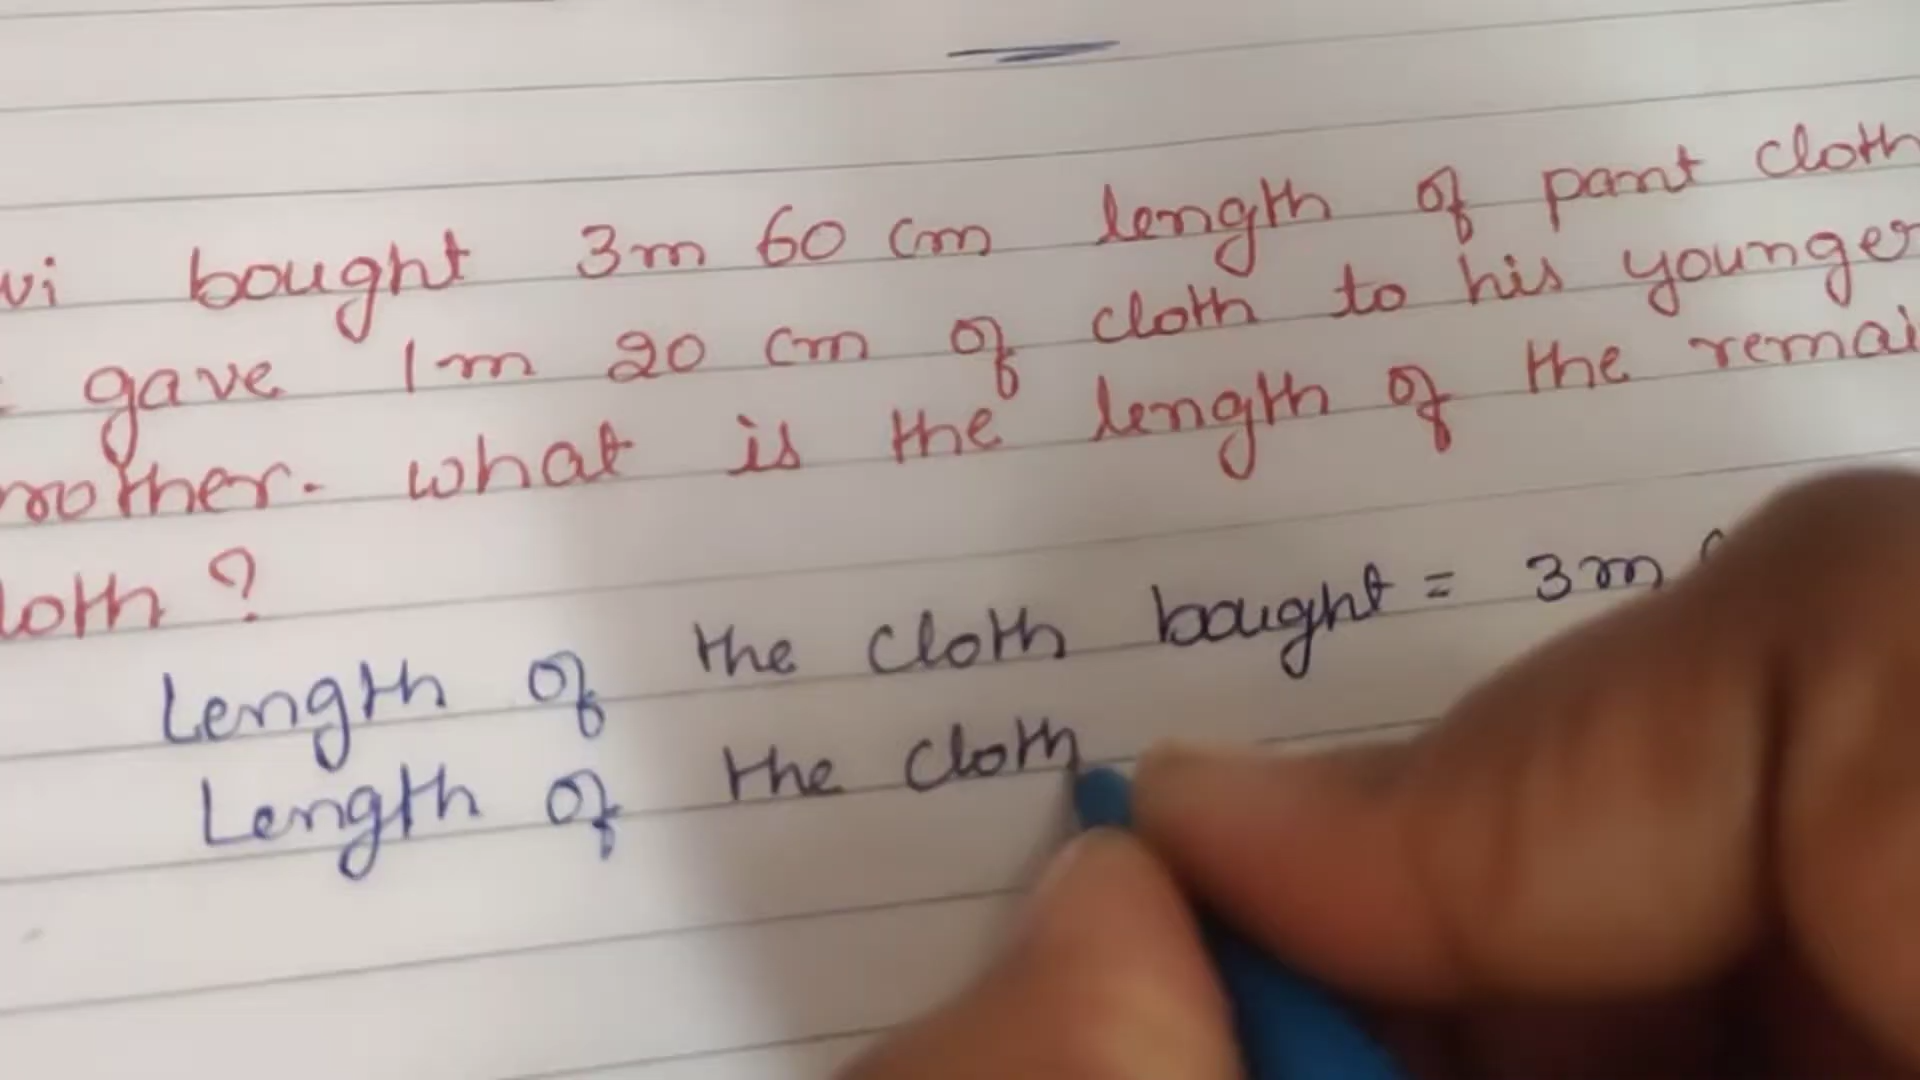 vi bought 3m 60 cm length of pant cloth
gave 1m 20 cm of cloth to his younger
rother. what is the length of the remai
loth ?
Length of the cloth bought = 3m
Length of the cloth